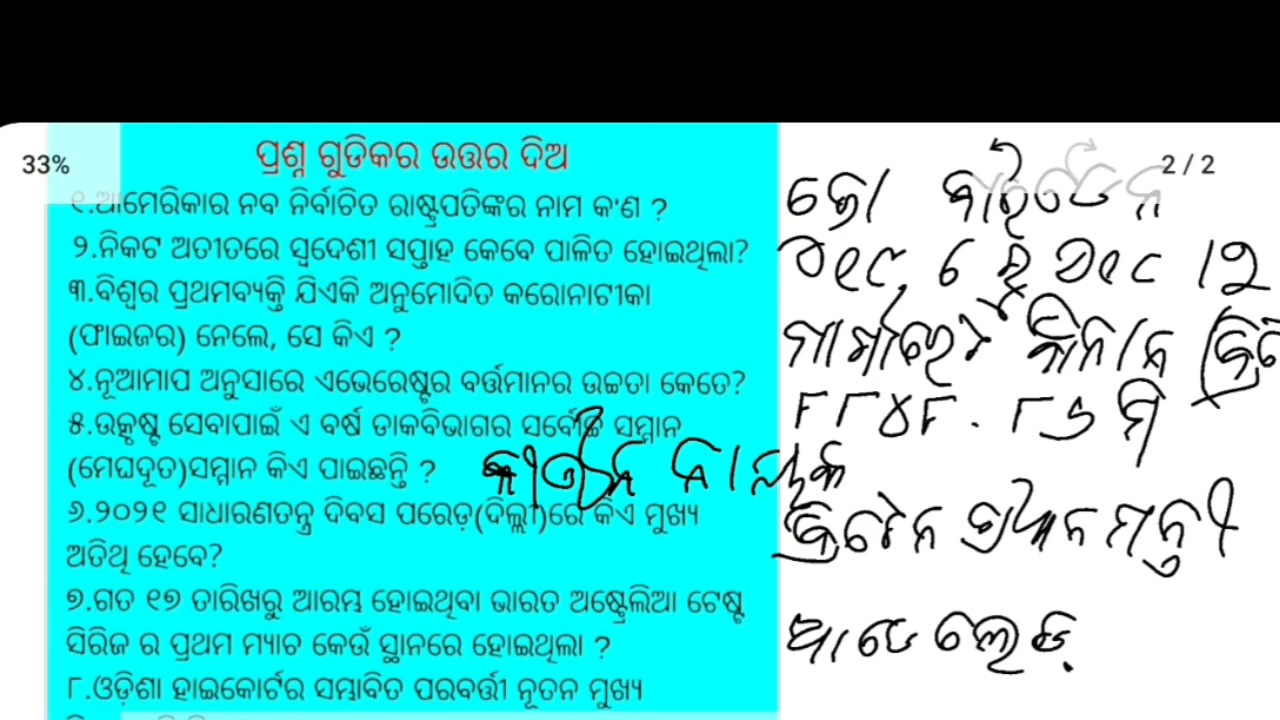 33%
2 / 2
ପ୍ରଶ୍ନ ଗୁଡିକର ଉତ୍ତର ଦିଅ
୧.ଆମେରିକାର ନବ ନିର୍ବାଚିତ ରାଷ୍ଟ୍ରପତିଙ୍କର ନାମ କ'ଣ ?
ଜୋ ବାଇଡେନ
୨.ନିକଟ ଅତୀତରେ ସ୍ୱଦେଶୀ ସପ୍ତାହ କେବେ ପାଳିତ ହୋଇଥିଲା?
୩.ବିଶ୍ୱର ପ୍ରଥମବ୍ୟକ୍ତି ଯିଏକି ଅନୁମୋଦିତ କରୋନାଟୀକା
(ଫାଇଜର) ନେଲେ, ସେ କିଏ ?
ମାର୍ଗାରେଟ କିନାନ
୪.ନୂଆମାପ ଅନୁସାରେ ଏଭେରେଷ୍ଟର ବର୍ତ୍ତମାନର ଉଚ୍ଚତା କେତେ?
୮୮୪୮.୮୬ ମି
୫.ଉତ୍କୃଷ୍ଟ ସେବାପାଇଁ ଏ ବର୍ଷ ଡାକବିଭାଗର ସର୍ବୋଚ୍ଚ ସମ୍ମାନ
(ମେଘଦୂତ)ସମ୍ମାନ କିଏ ପାଇଛନ୍ତି ?
୬.୨୦୨୧ ସାଧାରଣତନ୍ତ୍ର ଦିବସ ପରେଡ଼(ଦିଲ୍ଲୀ)ରେ କିଏ ମୁଖ୍ୟ
ଅତିଥି ହେବେ?
ବ୍ରିଟେନ ପ୍ରଧାନମନ୍ତ୍ରୀ
୭.ଗତ ୧୭ ତାରିଖରୁ ଆରମ୍ଭ ହୋଇଥିବା ଭାରତ ଅଷ୍ଟ୍ରେଲିଆ ଟେଷ୍ଟ
ସିରିଜ ର ପ୍ରଥମ ମ୍ୟାଚ କେଉଁ ସ୍ଥାନରେ ହୋଇଥିଲା ?
ଆଡେଲେଡ୍
୮.ଓଡ଼ିଶା ହାଇକୋର୍ଟର ସମ୍ଭାବିତ ପରବର୍ତ୍ତୀ ନୂତନ ମୁଖ୍ୟ